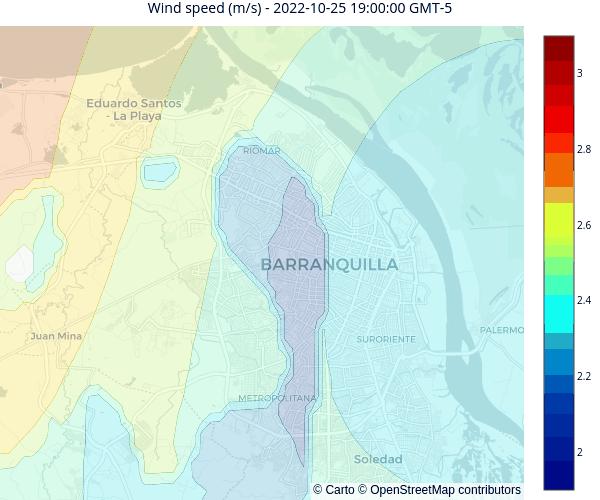 Wind speed (m/s) - 2022-10-25 19:00:00 GMT-5
3
Eduardo Santos
- La Playa
2.8
RIOMAR
2.6
BARRANQUILLA
2.4
PALERMO
Juan Mina
SURORIENTE
2.2
METROPOLITANA
2
Soledad
© Carto © OpenStreetMap contributors